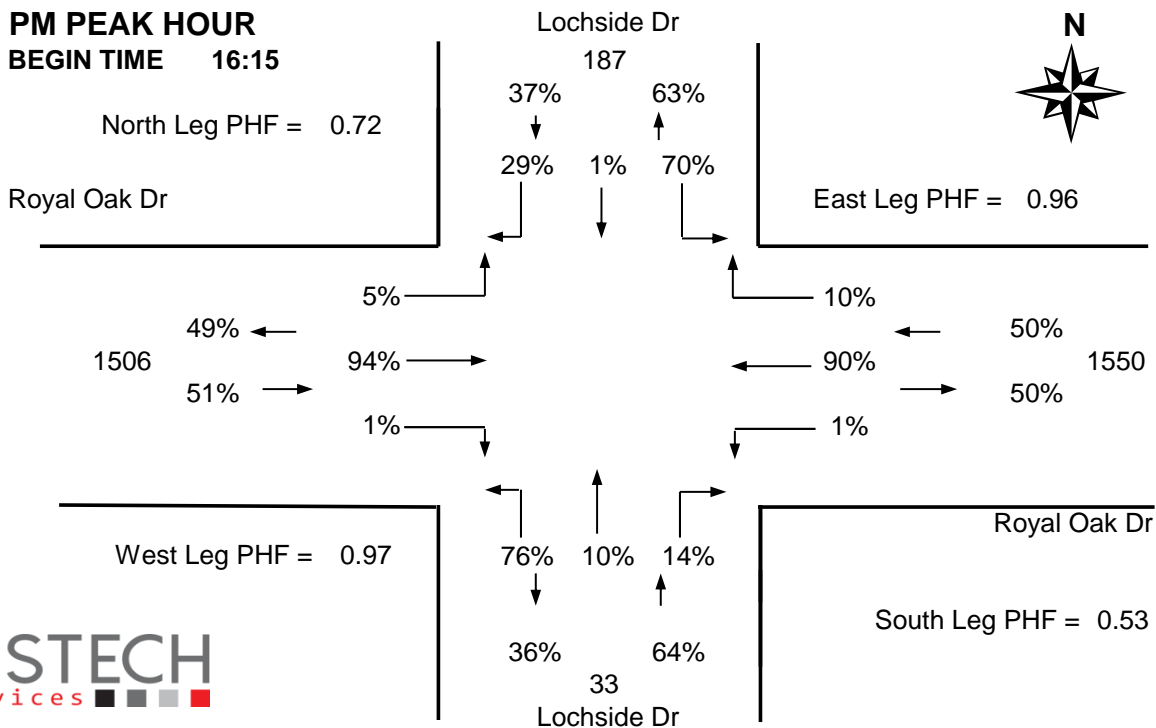 PM PEAK HOUR
BEGIN TIME 16:15
Lochside Dr
187
N
37% 63%
North Leg PHF = 0.72
29% 1% 70%
Royal Oak Dr
East Leg PHF = 0.96
5%
10%
49%
50%
1506
94%
90%
1550
51%
50%
1%
1%
Royal Oak Dr
West Leg PHF = 0.97
76% 10% 14%
South Leg PHF = 0.53
36% 64%
33
Lochside Dr
STECH
vices